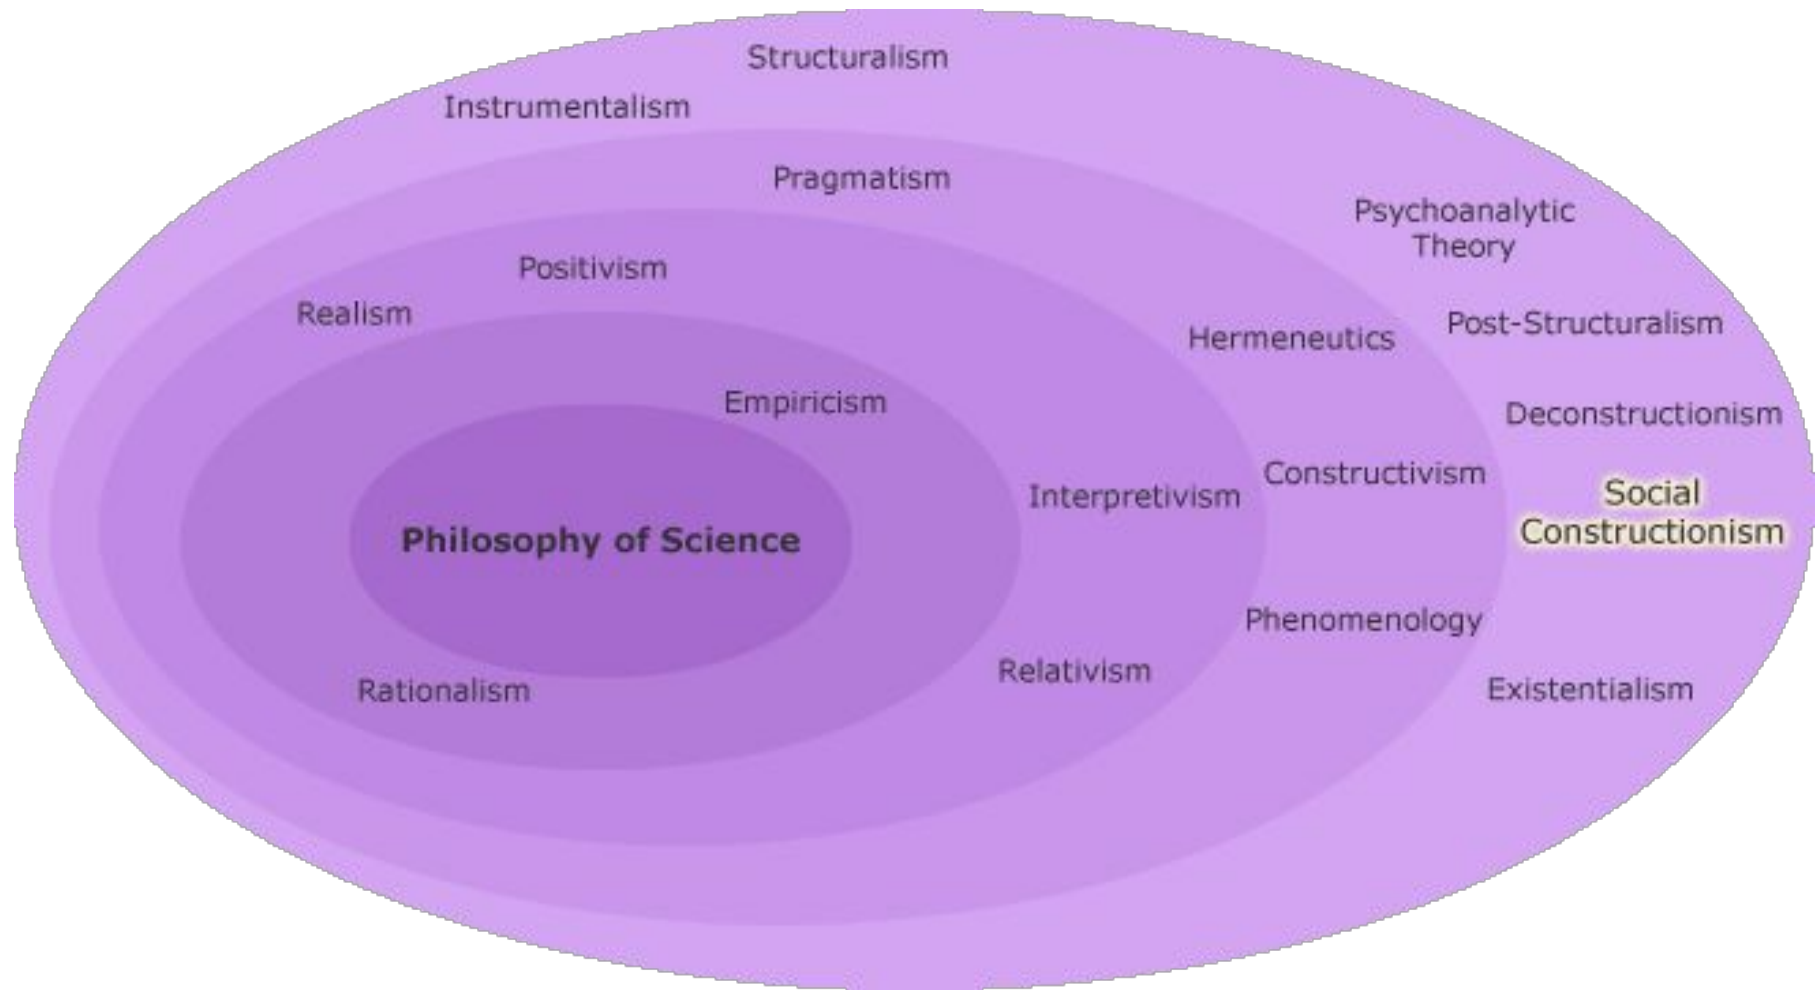 Structuralism
Instrumentalism
Pragmatism
Psychoanalytic
Theory
Positivism
Realism
Hermeneutics
Post-Structuralism
Empiricism
Deconstructionism
Constructivism
Interpretivism
Social
Constructionism
Philosophy of Science
Phenomenology
Relativism
Rationalism
Existentialism